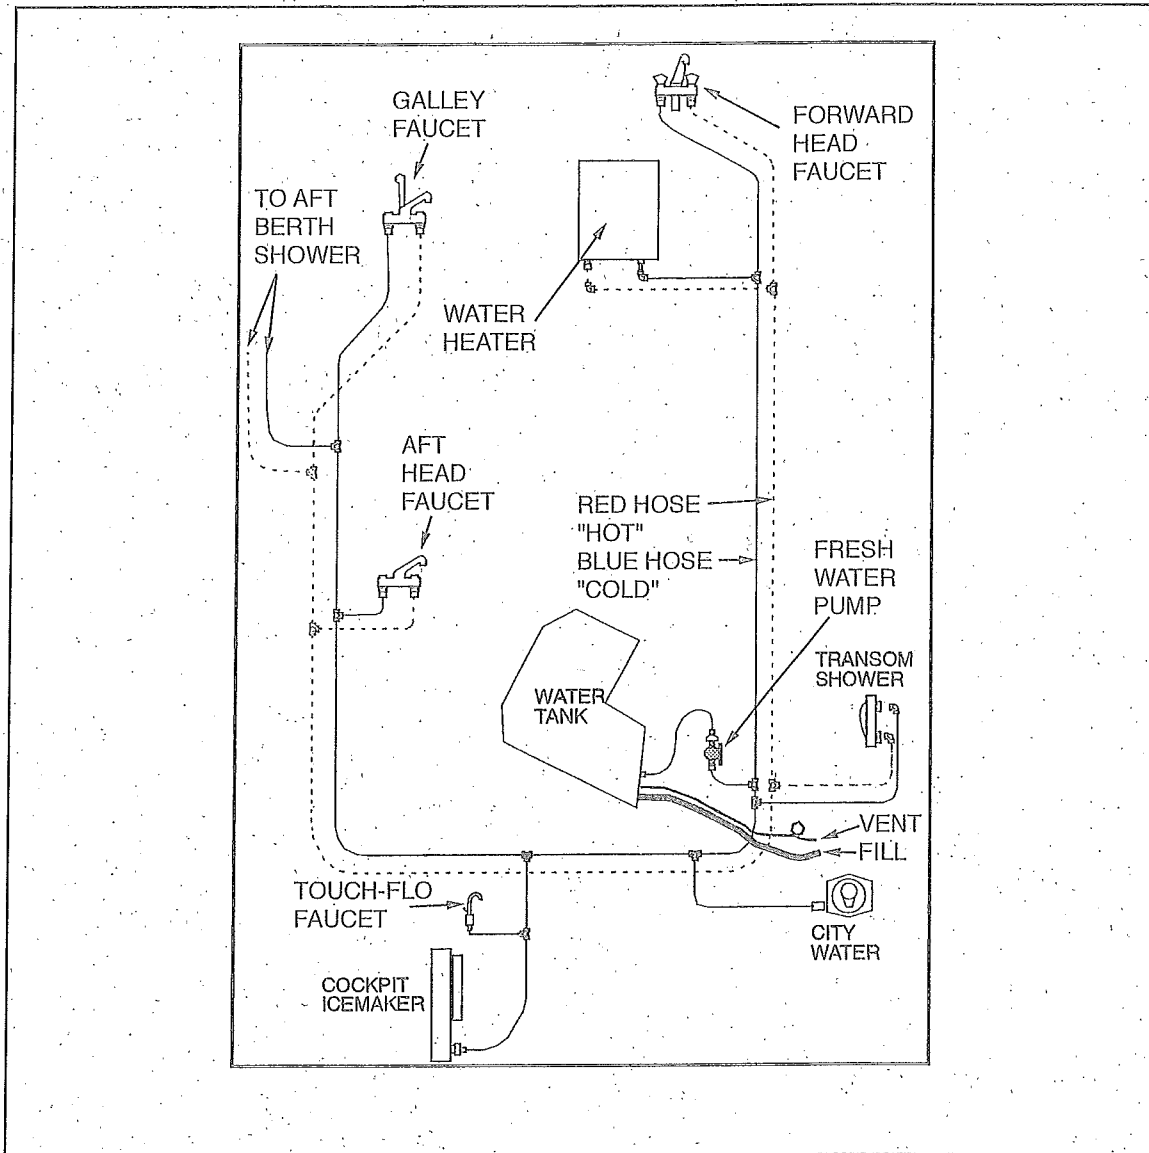 GALLEY
FAUCET
FORWARD
HEAD
FAUCET
TO AFT
BERTH
SHOWER
WATER
HEATER
AFT
HEAD
FAUCET
RED HOSE
"HOT"
BLUE HOSE
"COLD"
FRESH
WATER
PUMP
TRANSOM
SHOWER
WATER
TANK
VENT
FILL
TOUCH-FLO
FAUCET
CITY
WATER
COCKPIT
ICEMAKER